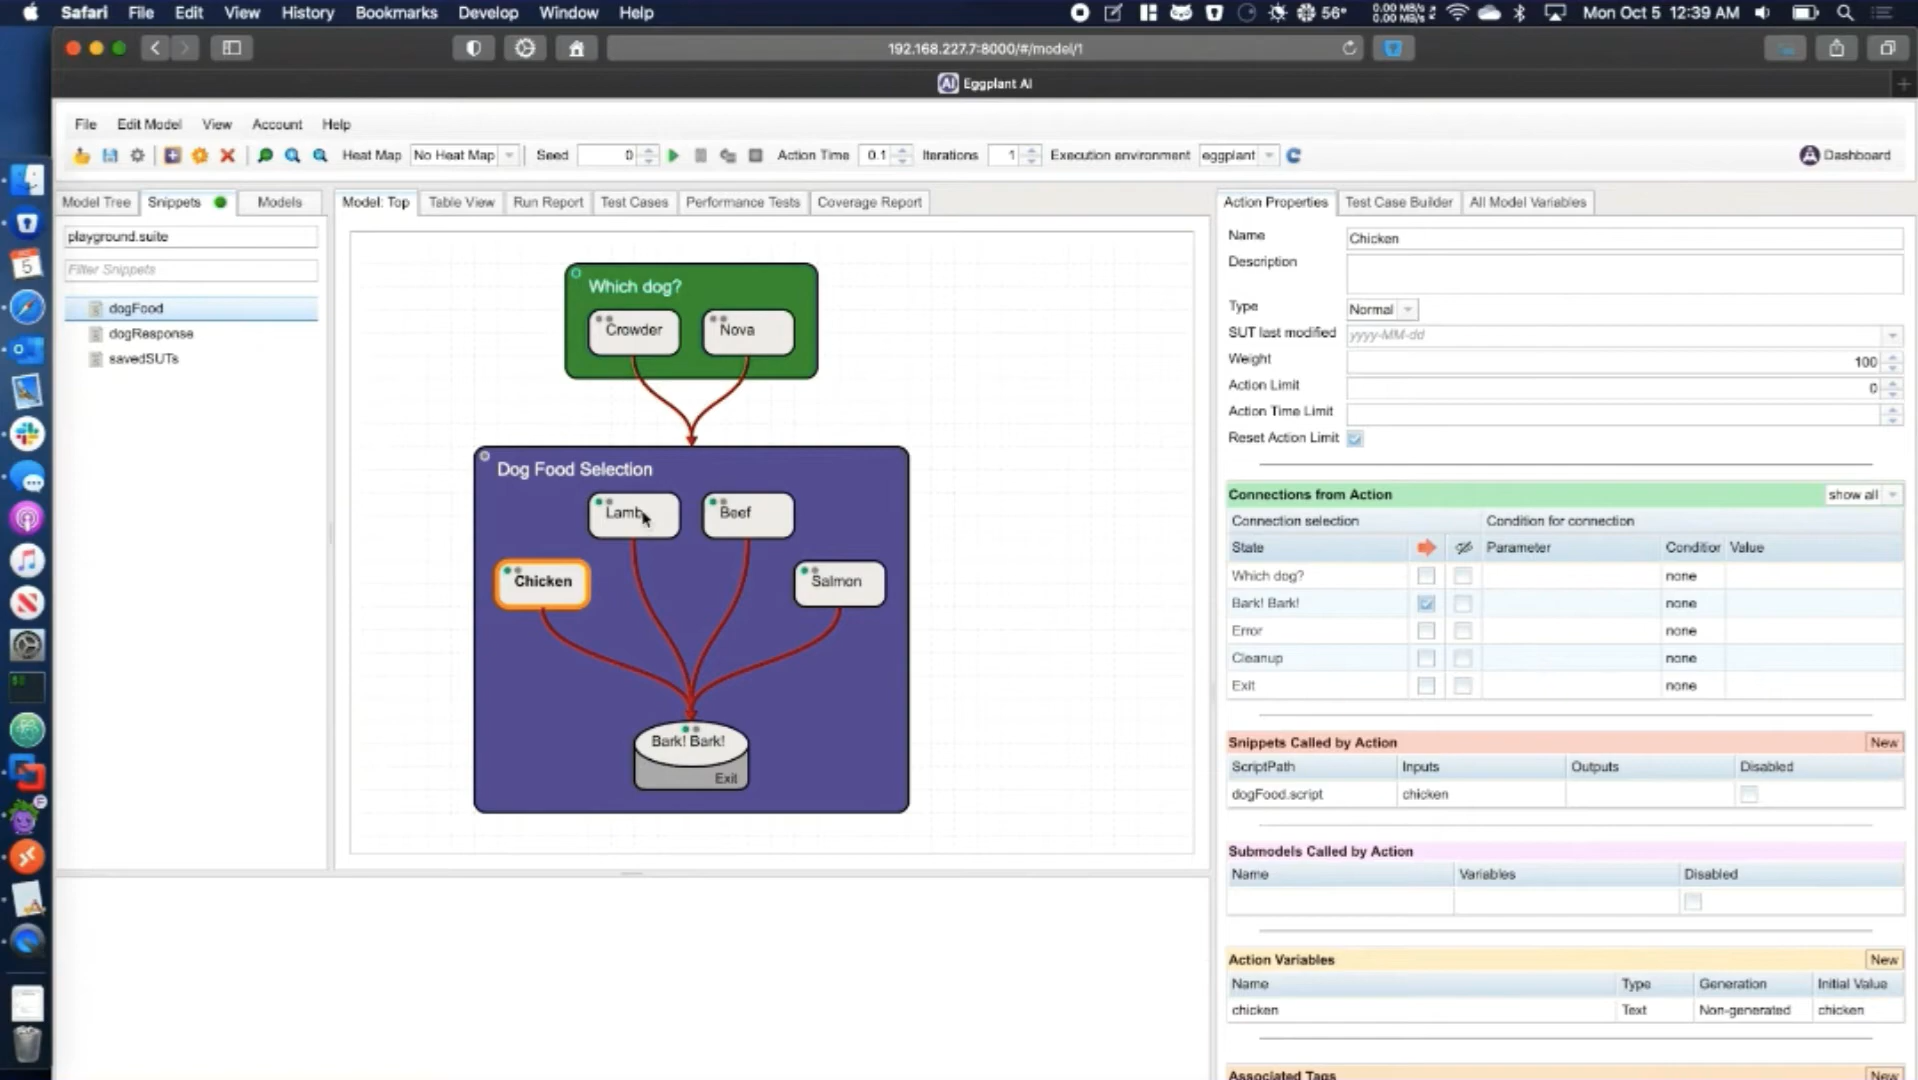 Safari File Edit View History Bookmarks Develop Window Help 56° 0.00 MB/s 0.00 MB/s Mon Oct 5 12:39 AM
192.168.227.7:8000/#/model/1
AI Eggplant AI
File Edit Model View Account Help
Heat Map No Heat Map Seed 0 Action Time 0.1 Iterations 1 Execution environment eggplant Dashboard
Model Tree Snippets Models
Model: Top Table View Run Report Test Cases Performance Tests Coverage Report
Action Properties Test Case Builder All Model Variables
playground.suite
Filter Snippets
dogFood
dogResponse
savedSUTs
Which dog?
Crowder Nova
Dog Food Selection
Lamb Beef
Chicken Salmon
Bark! Bark!
Exit
Name Chicken
Description
Type Normal
SUT last modified yyyy-MM-dd
Weight 100
Action Limit 0
Action Time Limit
Reset Action Limit
Connections from Action show all
Connection selection Condition for connection
State Parameter Conditior Value
Which dog? none
Bark! Bark! none
Error none
Cleanup none
Exit none
Snippets Called by Action New
ScriptPath Inputs Outputs Disabled
dogFood.script chicken
Submodels Called by Action
Name Variables Disabled
Action Variables New
Name Type Generation Initial Value
chicken Text Non-generated chicken
Associated Tags New